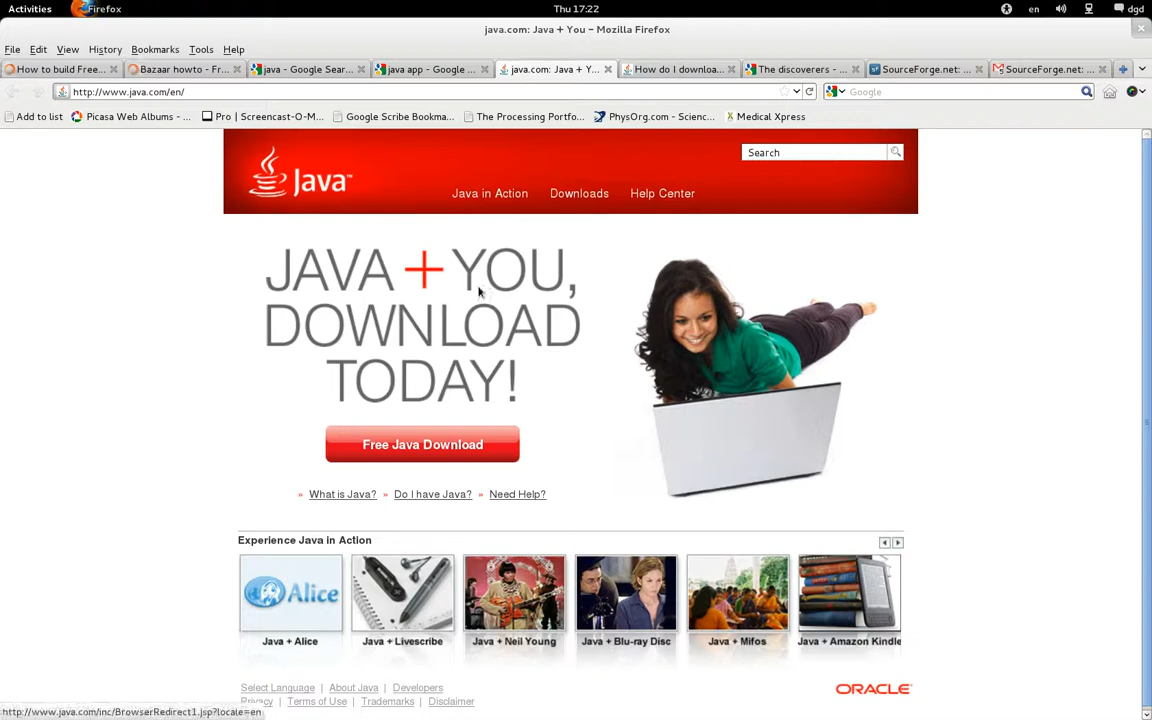 Activities Firefox Thu 17:22 en dgd
java.com: Java + You - Mozilla Firefox
File Edit View History Bookmarks Tools Help
How to build Free... Bazaar howto - Fr... java - Google Sear... java app - Google ... java.com: Java + Y... How do I downloa... The discoverers - ... SourceForge.net: ... SourceForge.net: ...
http://www.java.com/en/ Google
Add to list Picasa Web Albums - ... Pro | Screencast-O-M... Google Scribe Bookma... The Processing Portfo... PhysOrg.com - Scienc... Medical Xpress
Search
Java™
Java in Action Downloads Help Center
JAVA + YOU,
DOWNLOAD
TODAY!
Free Java Download
» What is Java? » Do I have Java? » Need Help?
Experience Java in Action
Alice
Java + Alice Java + Livescribe Java + Neil Young Java + Blu-ray Disc Java + Mifos Java + Amazon Kindle
Select Language | About Java | Developers
Privacy | Terms of Use | Trademarks | Disclaimer
ORACLE
http://www.java.com/inc/BrowserRedirect1.jsp?locale=en